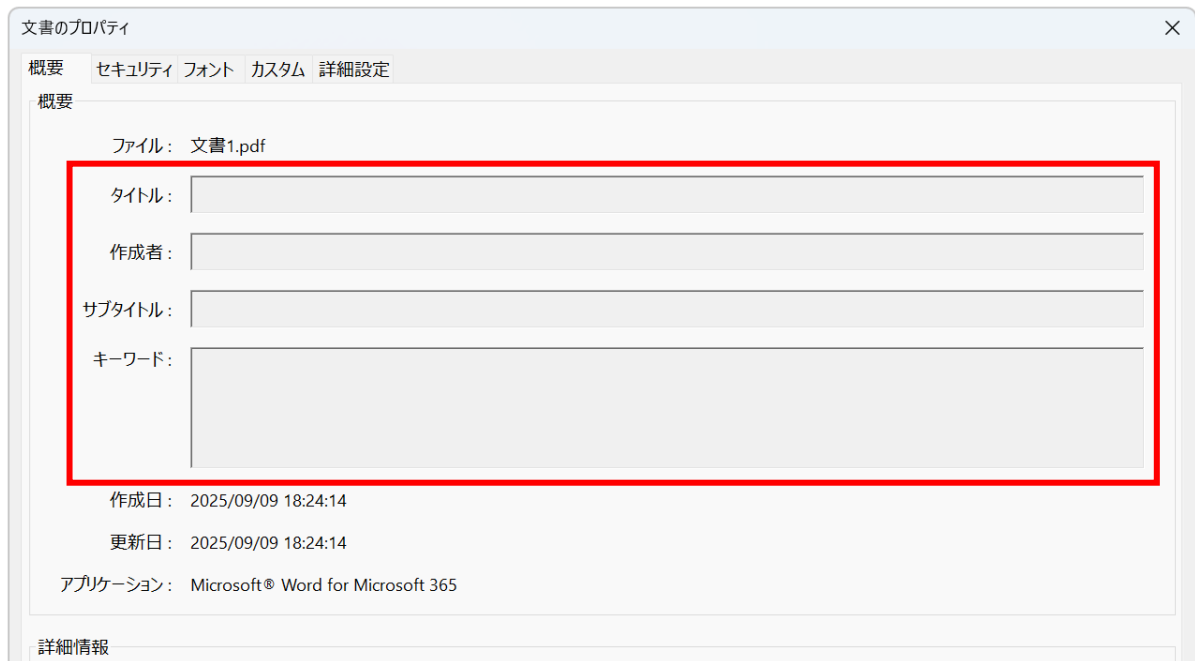 文書のプロパティ
概要 セキュリティ フォント カスタム 詳細設定
概要
ファイル： 文書1.pdf
タイトル：
作成者：
サブタイトル：
キーワード：
作成日： 2025/09/09 18:24:14
更新日： 2025/09/09 18:24:14
アプリケーション： Microsoft® Word for Microsoft 365
詳細情報